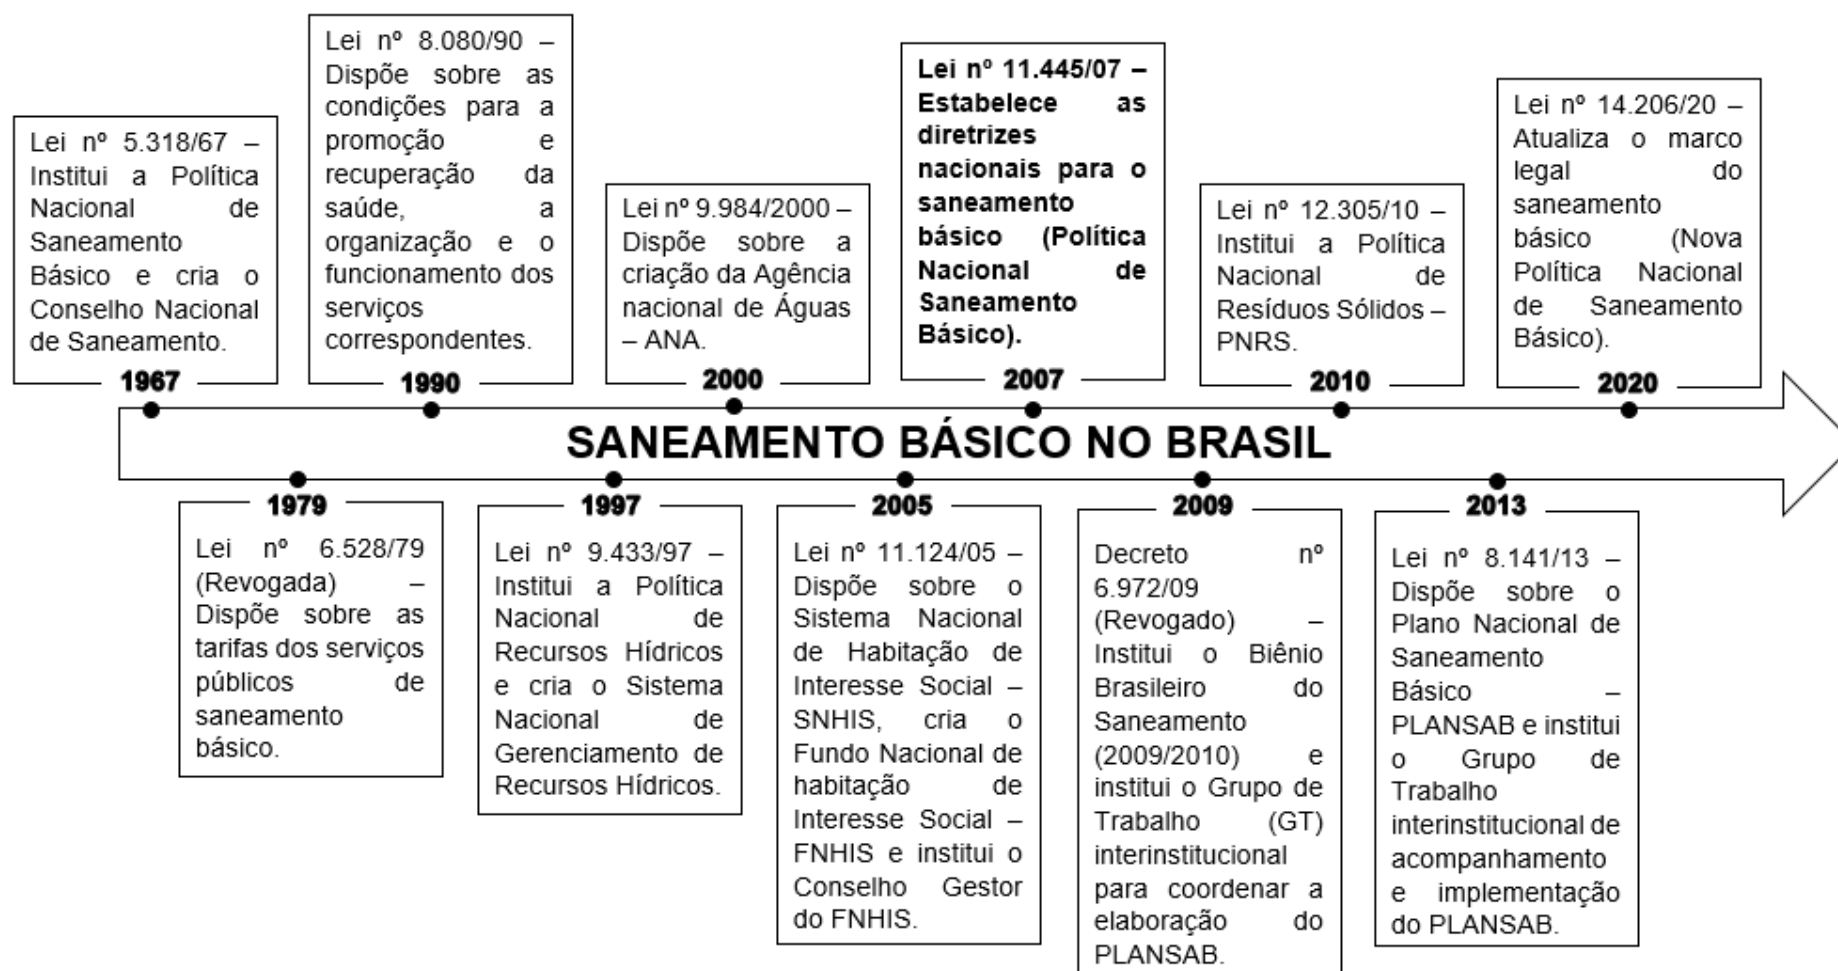 Lei nº 5.318/67 –
Institui a Política
Nacional de
Saneamento
Básico e cria o
Conselho Nacional
de Saneamento.
1967
Lei nº 8.080/90 –
Dispõe sobre as
condições para a
promoção e
recuperação da
saúde, a
organização e o
funcionamento dos
serviços
correspondentes.
1990
Lei nº 9.984/2000 –
Dispõe sobre a
criação da Agência
nacional de Águas
– ANA.
2000
Lei nº 11.445/07 –
Estabelece as
diretrizes
nacionais para o
saneamento
básico (Política
Nacional de
Saneamento
Básico).
2007
Lei nº 12.305/10 –
Institui a Política
Nacional de
Resíduos Sólidos –
PNRS.
2010
Lei nº 14.206/20 –
Atualiza o marco
legal do
saneamento
básico (Nova
Política Nacional
de Saneamento
Básico).
2020
SANEAMENTO BÁSICO NO BRASIL
1979
Lei nº 6.528/79
(Revogada) –
Dispõe sobre as
tarifas dos serviços
públicos de
saneamento
básico.
1997
Lei nº 9.433/97 –
Institui a Política
Nacional de
Recursos Hídricos
e cria o Sistema
Nacional de
Gerenciamento de
Recursos Hídricos.
2005
Lei nº 11.124/05 –
Dispõe sobre o
Sistema Nacional
de Habitação de
Interesse Social –
SNHIS, cria o
Fundo Nacional de
habitação de
Interesse Social –
FNHIS e institui o
Conselho Gestor
do FNHIS.
2009
Decreto nº
6.972/09
(Revogado) –
Institui o Biênio
Brasileiro do
Saneamento
(2009/2010) e
institui o Grupo de
Trabalho (GT)
interinstitucional
para coordenar a
elaboração do
PLANSAB.
2013
Lei nº 8.141/13 –
Dispõe sobre o
Plano Nacional de
Saneamento
Básico –
PLANSAB e institui
o Grupo de
Trabalho
interinstitucional de
acompanhamento
e implementação
do PLANSAB.